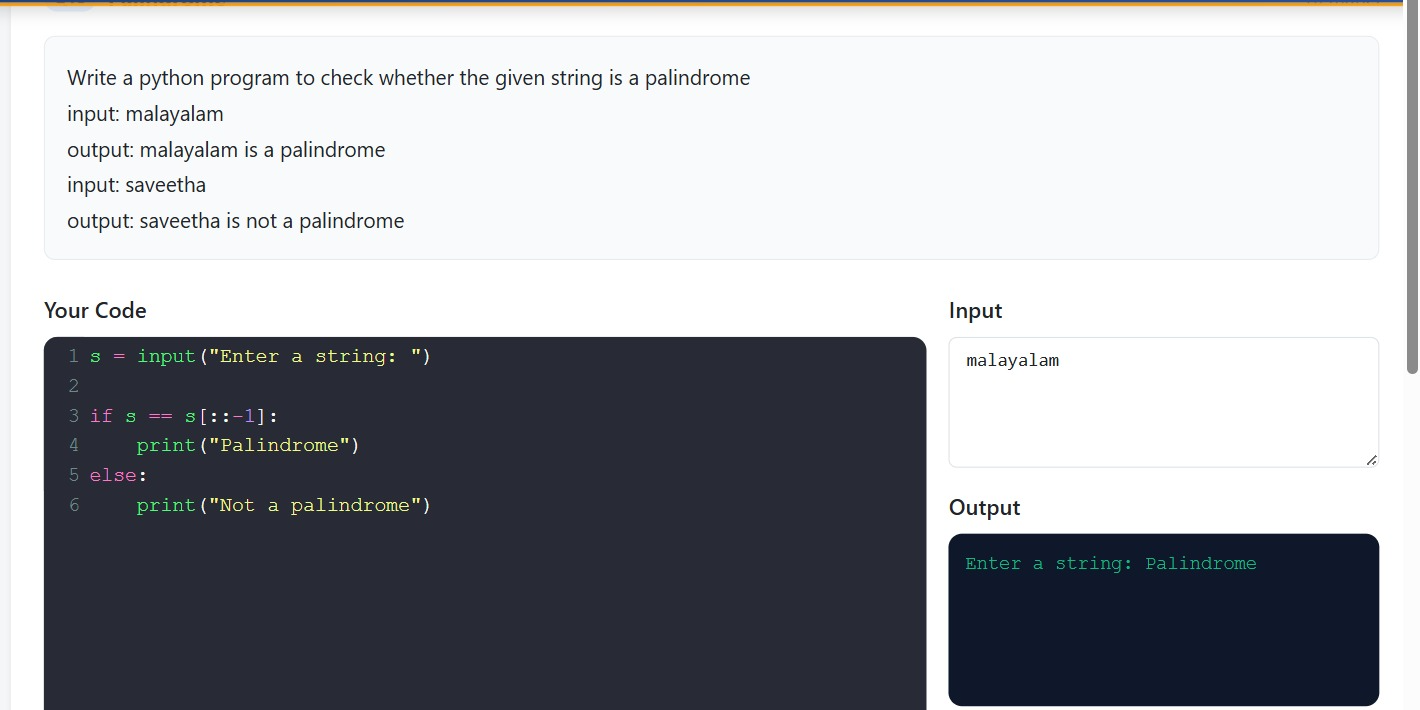 Write a python program to check whether the given string is a palindrome
input: malayalam
output: malayalam is a palindrome
input: saveetha
output: saveetha is not a palindrome
Your Code
1 s = input("Enter a string: ")
2
3 if s == s[::-1]:
4     print("Palindrome")
5 else:
6     print("Not a palindrome")
Input
malayalam
Output
Enter a string: Palindrome